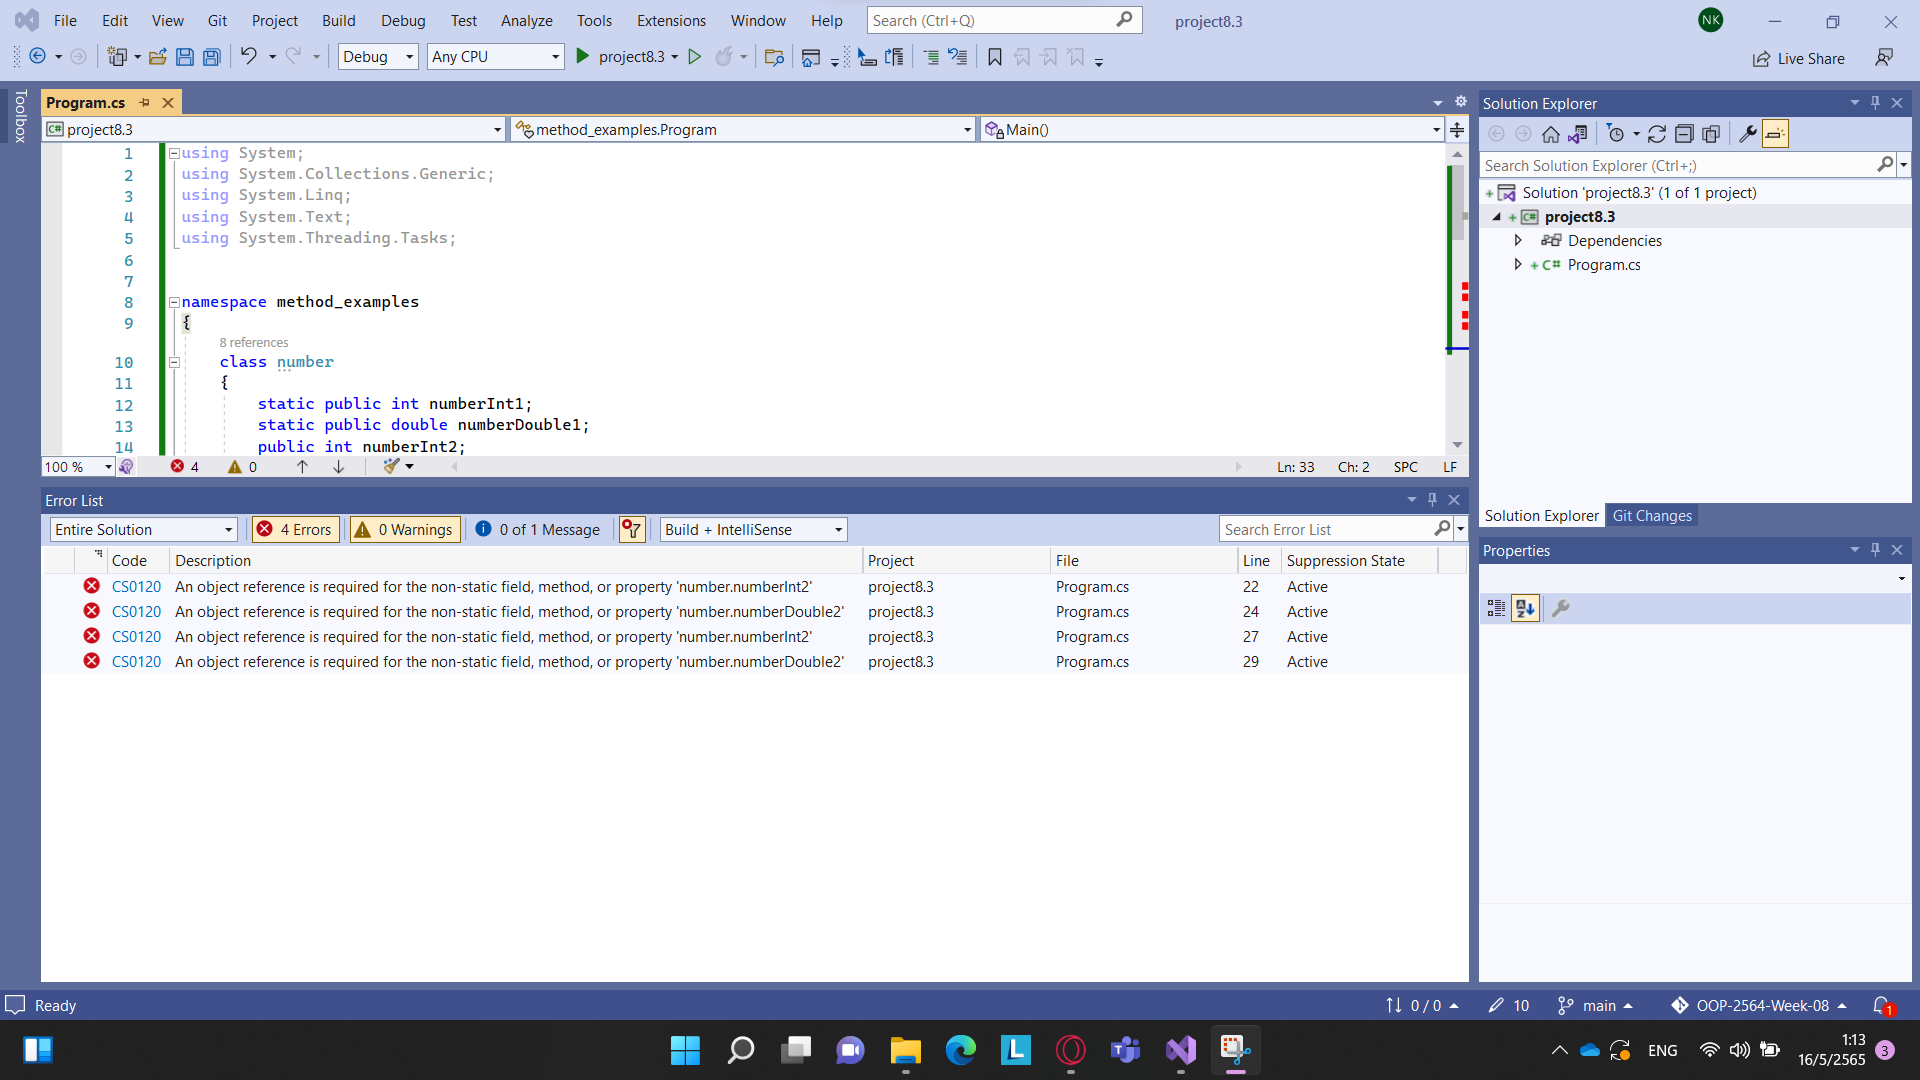 File Edit View Git Project Build Debug Test Analyze Tools Extensions Window Help Search (Ctrl+Q) project8.3 NK
Debug Any CPU project8.3 Live Share
Toolbox
Program.cs
project8.3 method_examples.Program Main()
1 using System;
2 using System.Collections.Generic;
3 using System.Linq;
4 using System.Text;
5 using System.Threading.Tasks;
6
7
8 namespace method_examples
9 {
8 references
10 class number
11 {
12 static public int numberInt1;
13 static public double numberDouble1;
14 public int numberInt2;
100 % 4 0 Ln: 33 Ch: 2 SPC LF
Error List
Entire Solution 4 Errors 0 Warnings 0 of 1 Message Build + IntelliSense Search Error List
Code Description Project File Line Suppression State
CS0120 An object reference is required for the non-static field, method, or property 'number.numberInt2' project8.3 Program.cs 22 Active
CS0120 An object reference is required for the non-static field, method, or property 'number.numberDouble2' project8.3 Program.cs 24 Active
CS0120 An object reference is required for the non-static field, method, or property 'number.numberInt2' project8.3 Program.cs 27 Active
CS0120 An object reference is required for the non-static field, method, or property 'number.numberDouble2' project8.3 Program.cs 29 Active
Solution Explorer
Search Solution Explorer (Ctrl+;)
Solution 'project8.3' (1 of 1 project)
C# project8.3
Dependencies
C# Program.cs
Solution Explorer Git Changes
Properties
Ready 0 / 0 10 main OOP-2564-Week-08 1
ENG 1:13
16/5/2565 3